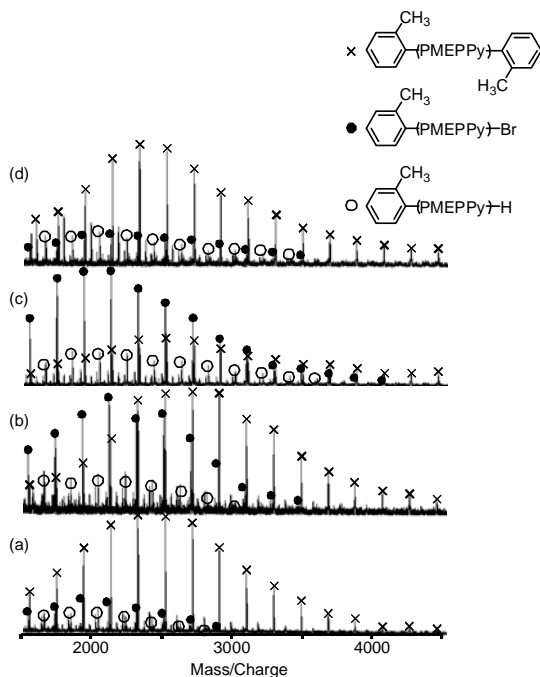 CH₃
(PMEPPy)
H₃C
CH₃
(PMEPPy)–Br
CH₃
(PMEPPy)–H
(d)
(c)
(b)
(a)
2000 3000 4000
Mass/Charge